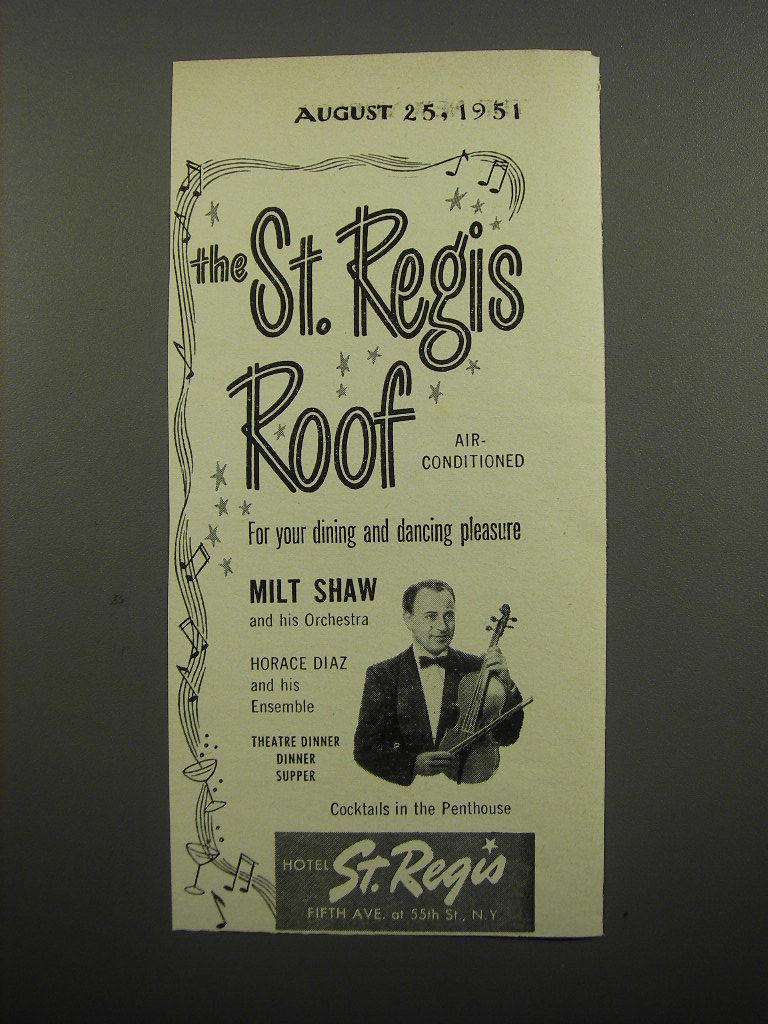 AUGUST 25, 1951
the St. Regis
Roof
AIR-
CONDITIONED
For your dining and dancing pleasure
MILT SHAW
and his Orchestra
HORACE DIAZ
and his
Ensemble
THEATRE DINNER
DINNER
SUPPER
Cocktails in the Penthouse
HOTEL St. Regis
FIFTH AVE. at 55th St., N.Y.